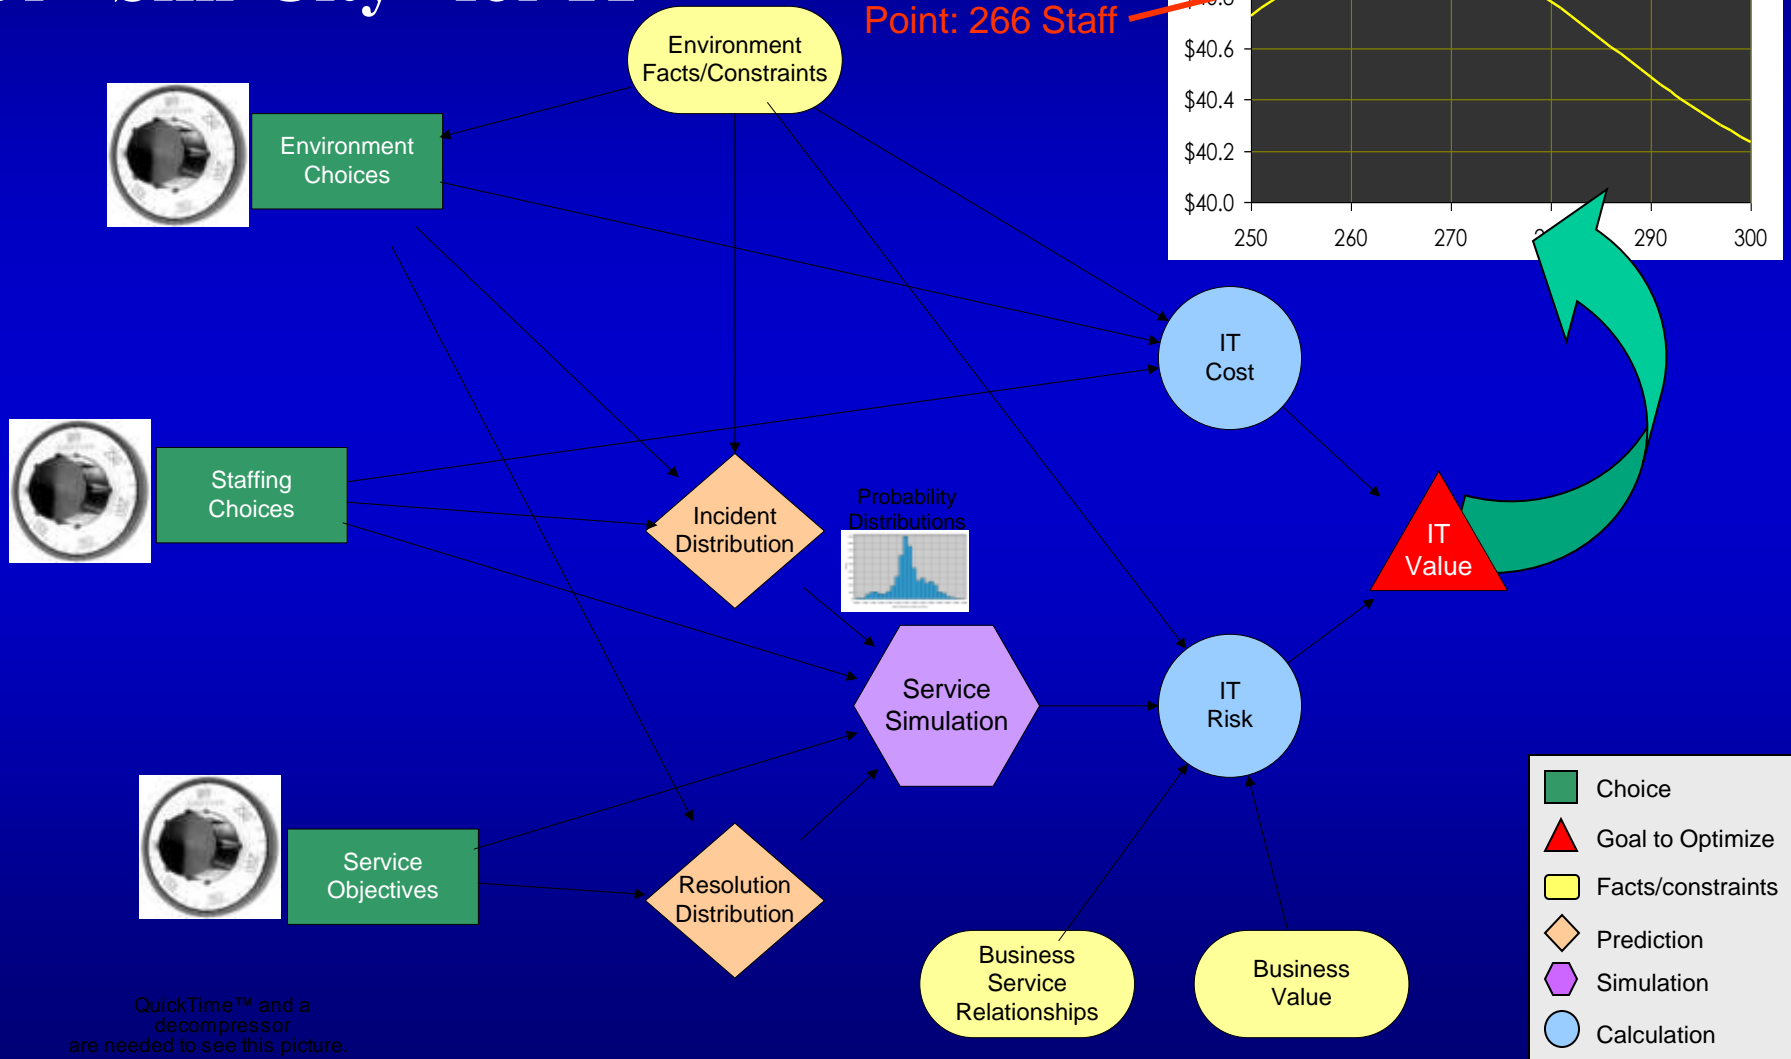 Point: 266 Staff
$40.6
$40.4
$40.2
$40.0
250
260
270
290
300
Environment
Facts/Constraints
Environment
Choices
IT
Cost
Staffing
Choices
Incident
Distribution
Probability
Distributions
IT
Value
Service
Simulation
IT
Risk
Service
Objectives
Resolution
Distribution
Business
Service
Relationships
Business
Value
Choice
Goal to Optimize
Facts/constraints
Prediction
Simulation
Calculation
QuickTime™ and a
decompressor
are needed to see this picture.